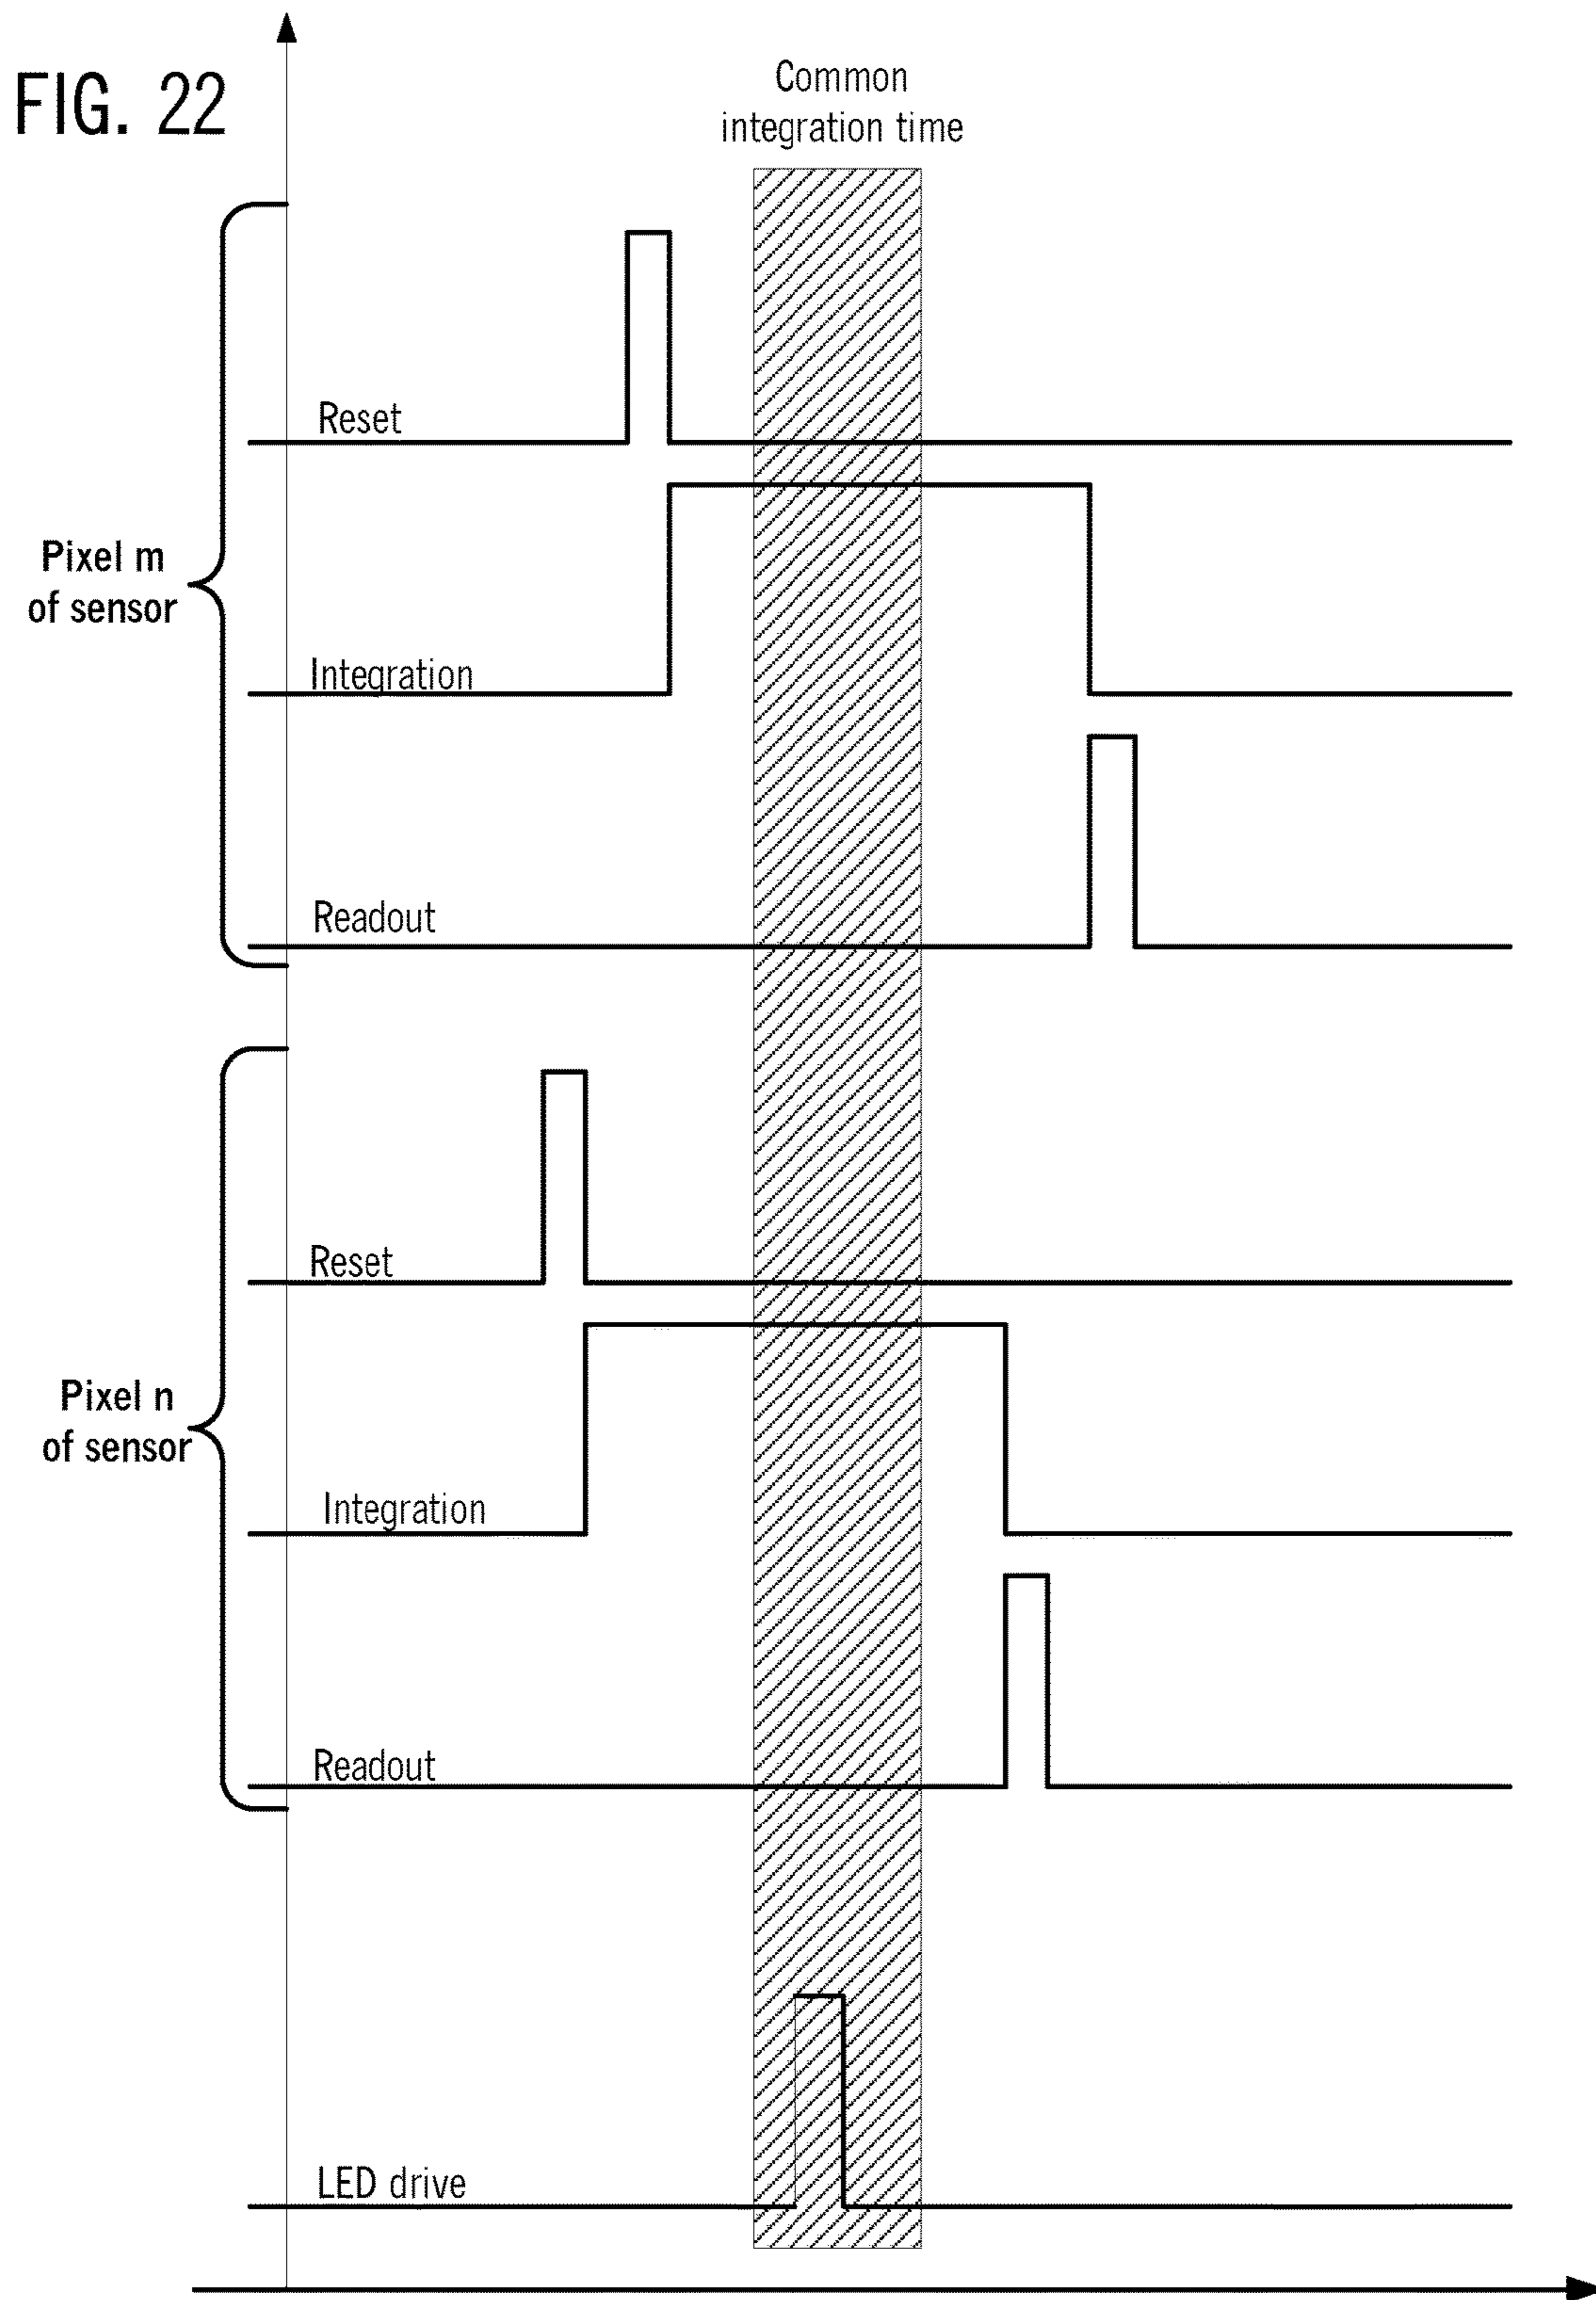 FIG. 22
Common
integration time
Reset
Pixel m
of sensor
Integration
Readout
Reset
Pixel n
of sensor
Integration
Readout
LED drive